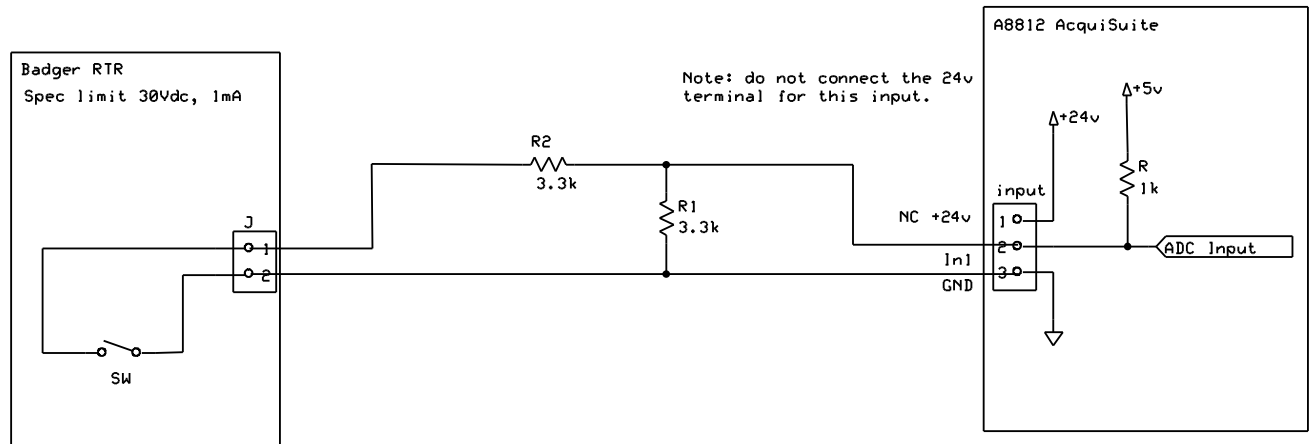 Badger RTR
Spec limit 30Vdc, 1mA
J
1
2
SW
R2
3.3k
R1
3.3k
Note: do not connect the 24v
terminal for this input.
NC +24v
In1
GND
A8812 AcquiSuite
+5v
+24v
R
1k
input
1
2
3
ADC Input